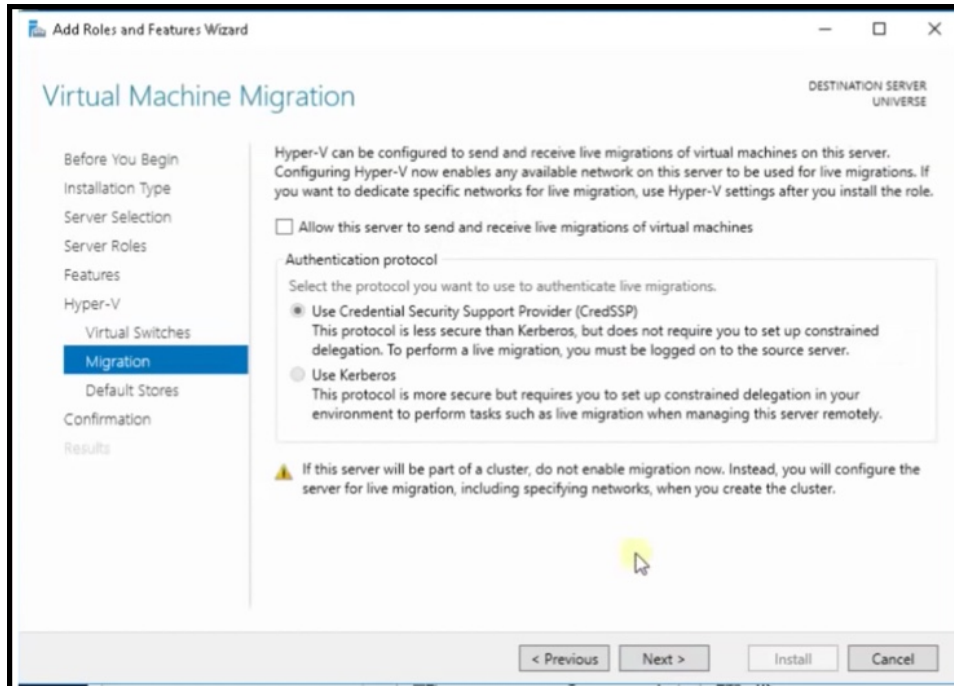 Add Roles and Features Wizard
Virtual Machine Migration
DESTINATION SERVER
UNIVERSE
Before You Begin
Installation Type
Server Selection
Server Roles
Features
Hyper-V
Virtual Switches
Migration
Default Stores
Confirmation
Results
Hyper-V can be configured to send and receive live migrations of virtual machines on this server.
Configuring Hyper-V now enables any available network on this server to be used for live migrations. If
you want to dedicate specific networks for live migration, use Hyper-V settings after you install the role.
Allow this server to send and receive live migrations of virtual machines
Authentication protocol
Select the protocol you want to use to authenticate live migrations.
Use Credential Security Support Provider (CredSSP)
This protocol is less secure than Kerberos, but does not require you to set up constrained
delegation. To perform a live migration, you must be logged on to the source server.
Use Kerberos
This protocol is more secure but requires you to set up constrained delegation in your
environment to perform tasks such as live migration when managing this server remotely.
If this server will be part of a cluster, do not enable migration now. Instead, you will configure the
server for live migration, including specifying networks, when you create the cluster.
< Previous
Next >
Install
Cancel